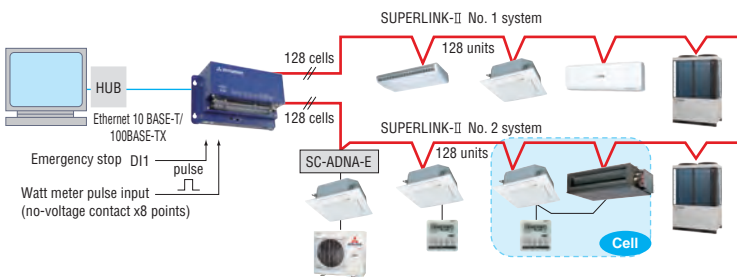 SUPERLINK-II No. 1 system
128 cells
128 units
HUB
Ethernet 10 BASE-T/
100BASE-TX
128 cells
SUPERLINK-II No. 2 system
128 units
Emergency stop DI1
pulse
SC-ADNA-E
Watt meter pulse input
(no-voltage contact x8 points)
Cell